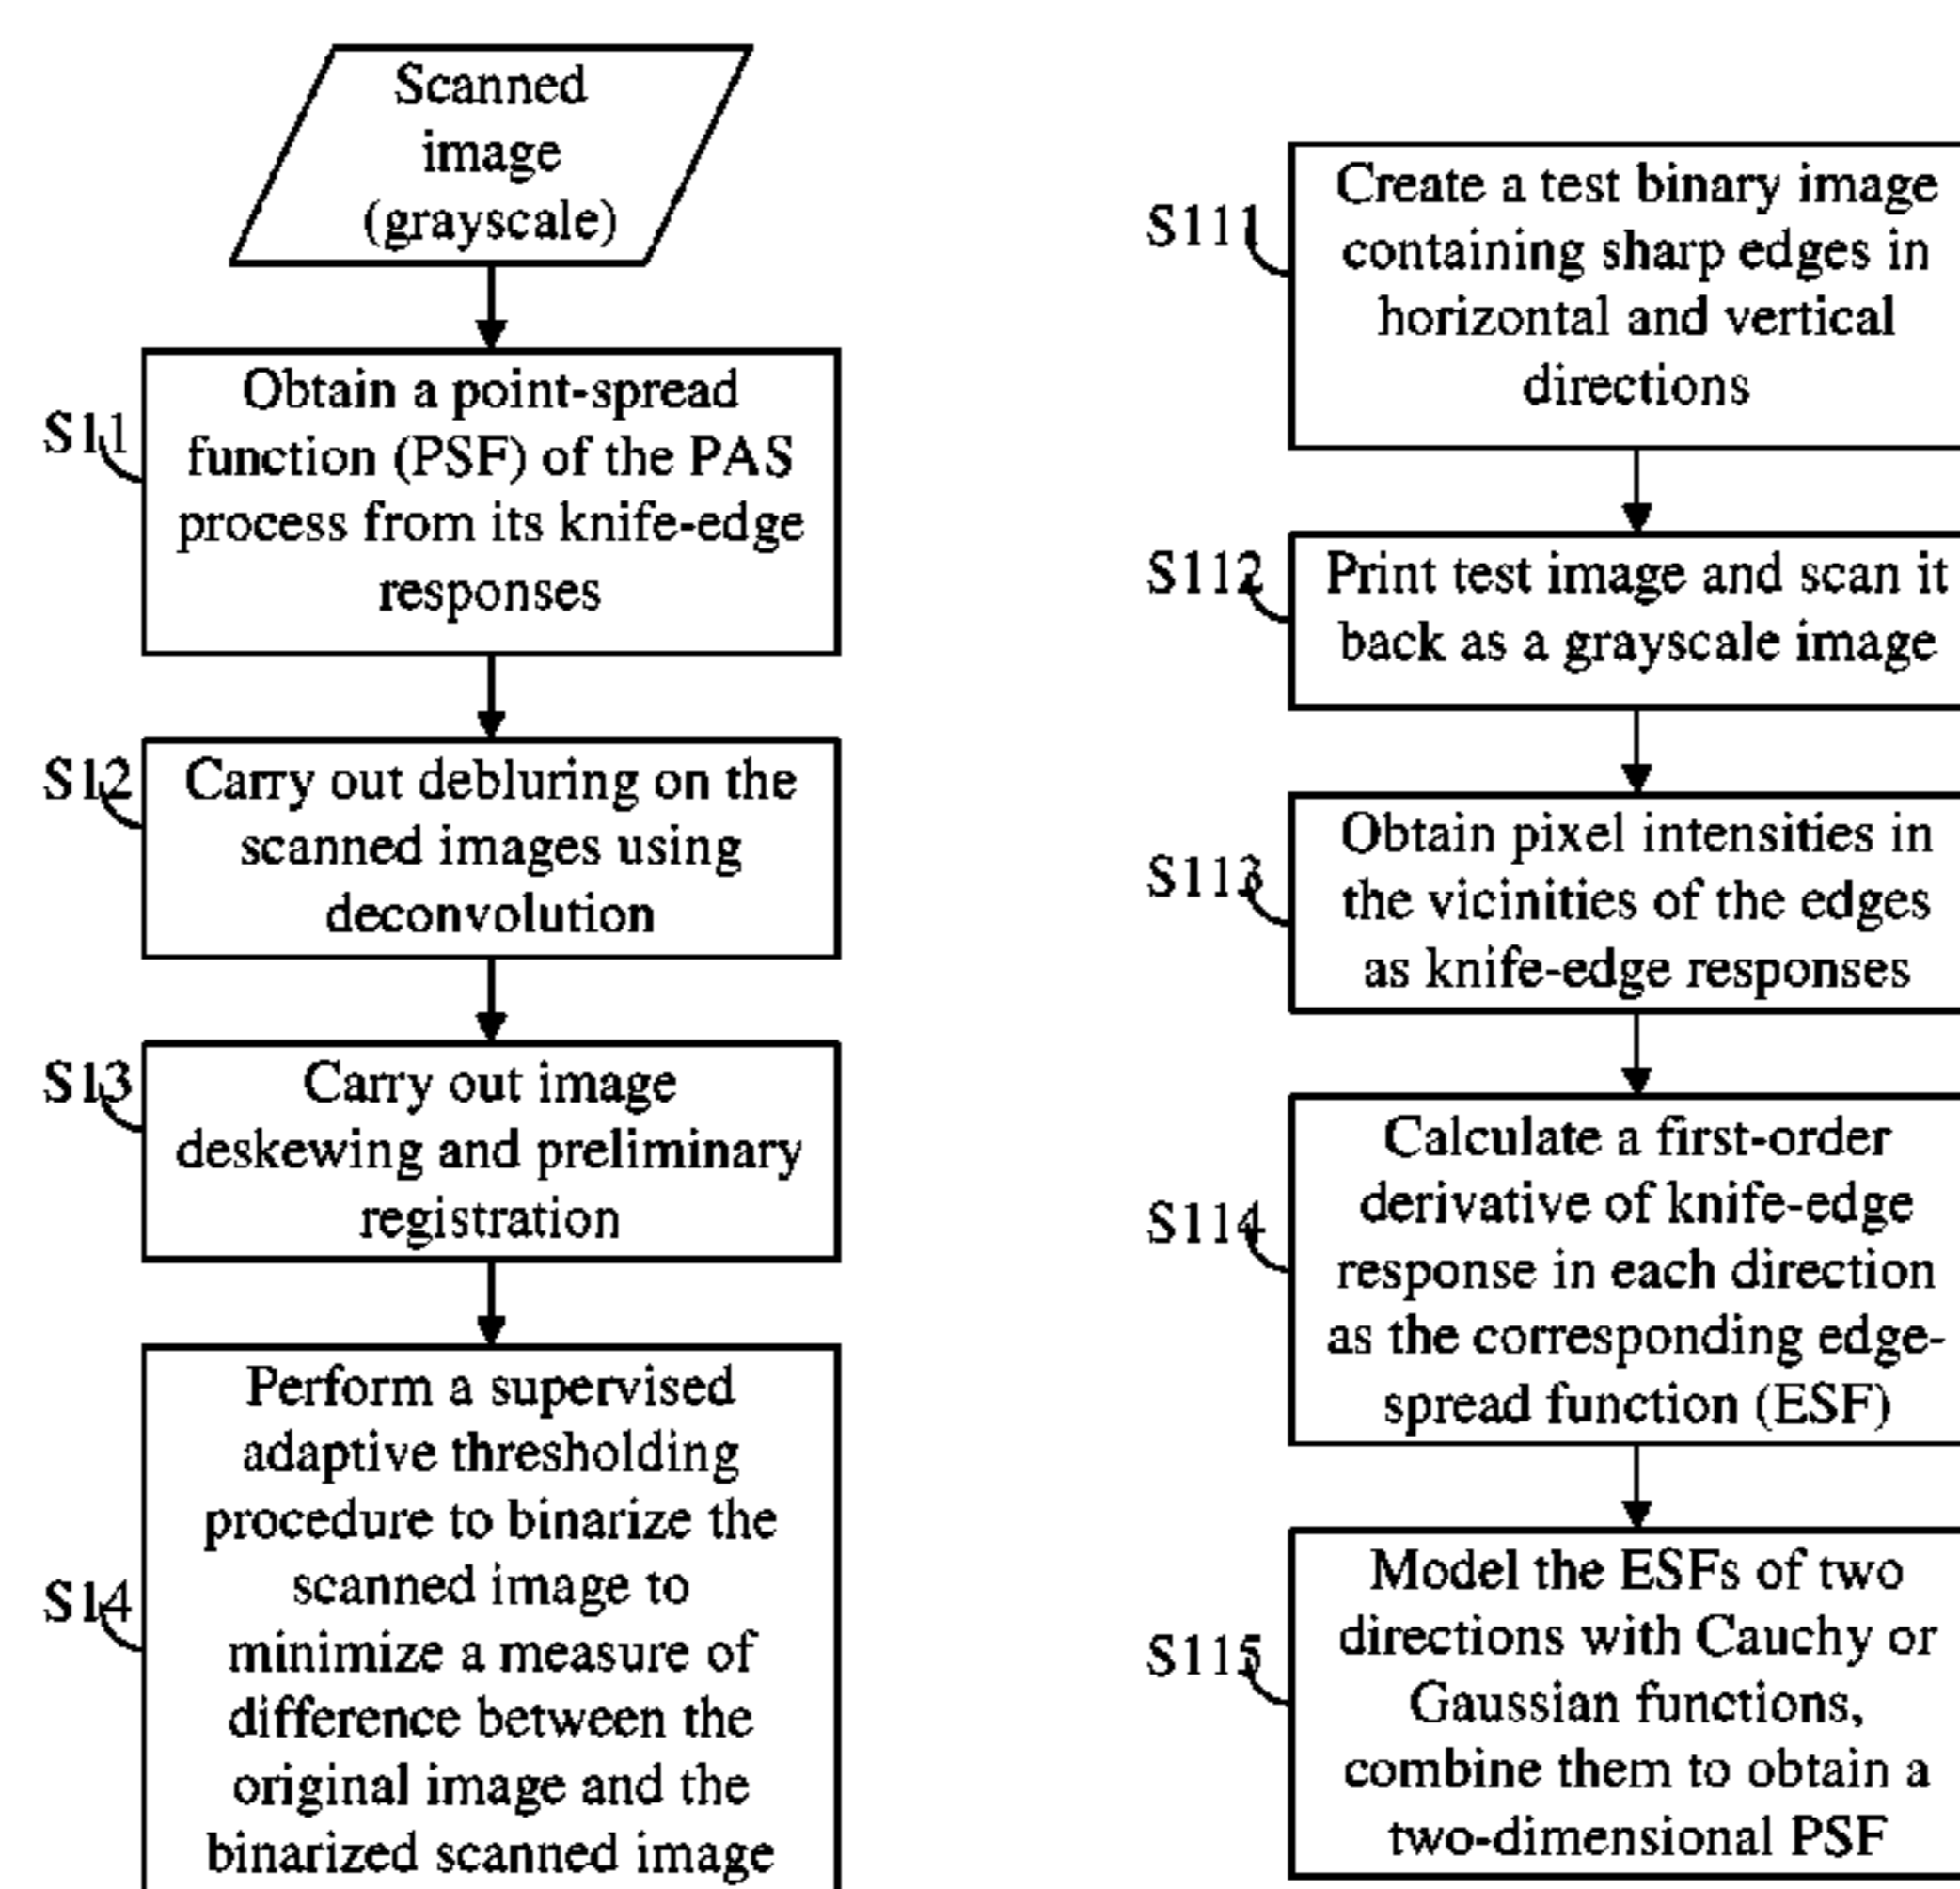 Scanned
image
(grayscale)
S11
Obtain a point-spread
function (PSF) of the PAS
process from its knife-edge
responses
S12
Carry out debluring on the
scanned images using
deconvolution
S13
Carry out image
deskewing and preliminary
registration
S14
Perform a supervised
adaptive thresholding
procedure to binarize the
scanned image to
minimize a measure of
difference between the
original image and the
binarized scanned image
S111
Create a test binary image
containing sharp edges in
horizontal and vertical
directions
S112
Print test image and scan it
back as a grayscale image
S113
Obtain pixel intensities in
the vicinities of the edges
as knife-edge responses
S114
Calculate a first-order
derivative of knife-edge
response in each direction
as the corresponding edge-
spread function (ESF)
S115
Model the ESFs of two
directions with Cauchy or
Gaussian functions,
combine them to obtain a
two-dimensional PSF